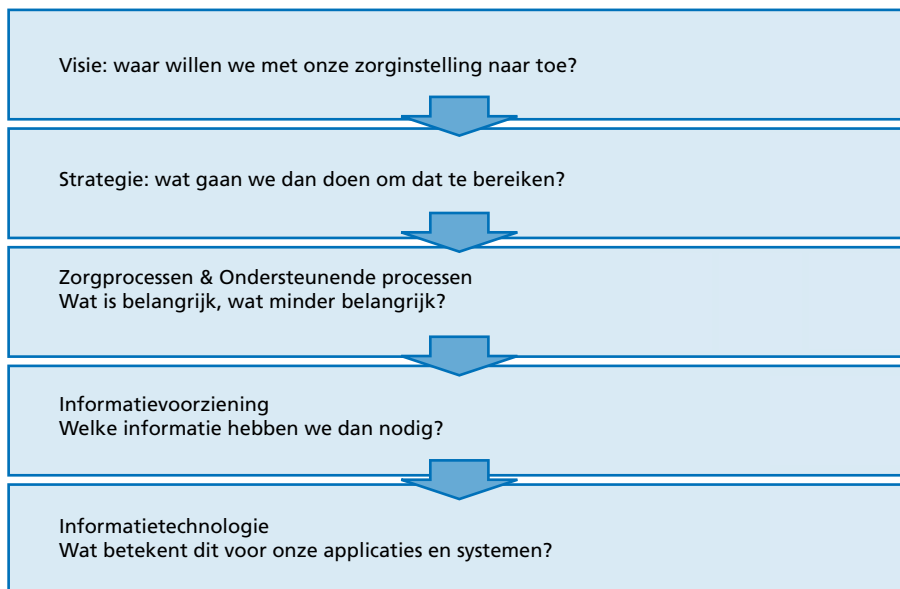 Visie: waar willen we met onze zorginstelling naar toe?
Strategie: wat gaan we dan doen om dat te bereiken?
Zorgprocessen & Ondersteunende processen
Wat is belangrijk, wat minder belangrijk?
Informatievoorziening
Welke informatie hebben we dan nodig?
Informatietechnologie
Wat betekent dit voor onze applicaties en systemen?